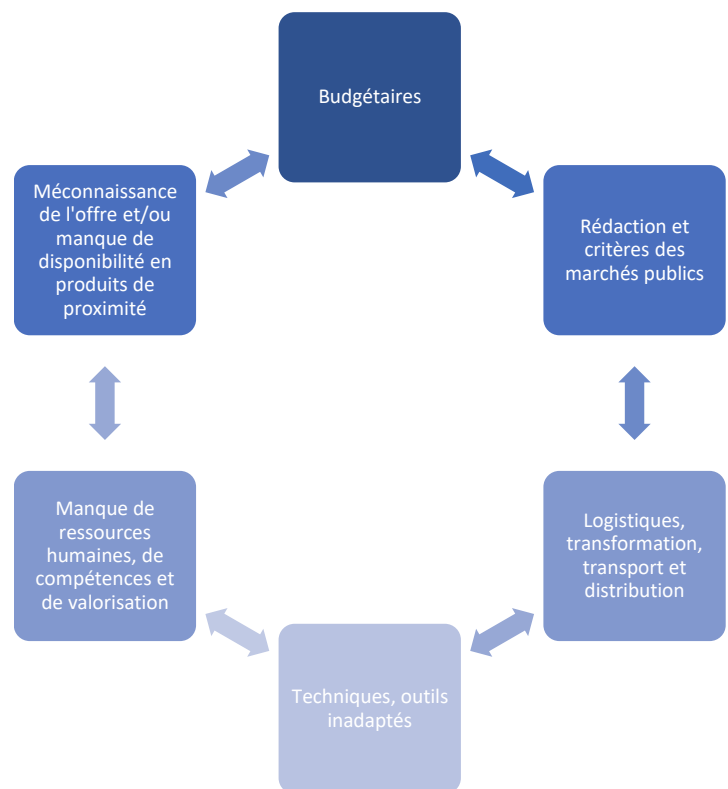 Budgétaires
Méconnaissance
de l'offre et/ou
manque de
disponibilité en
produits de
proximité
Rédaction et
critères des
marchés publics
Manque de
ressources
humaines, de
compétences et
de valorisation
Logistiques,
transformation,
transport et
distribution
Techniques, outils
inadaptés